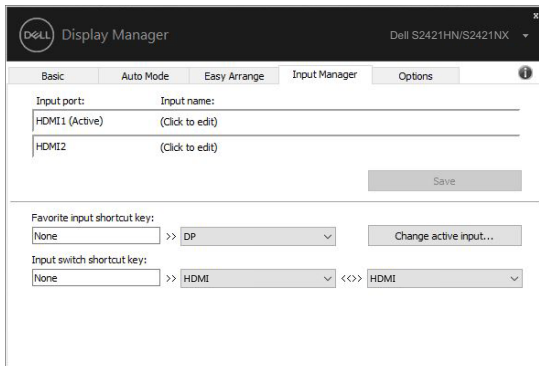 x
DELL Display Manager Dell S2421HN/S2421NX
Basic Auto Mode Easy Arrange Input Manager Options i
Input port: Input name:
HDMI1 (Active) (Click to edit)
HDMI2 (Click to edit)
Save
Favorite input shortcut key:
None >> DP Change active input...
Input switch shortcut key:
None >> HDMI <<>> HDMI